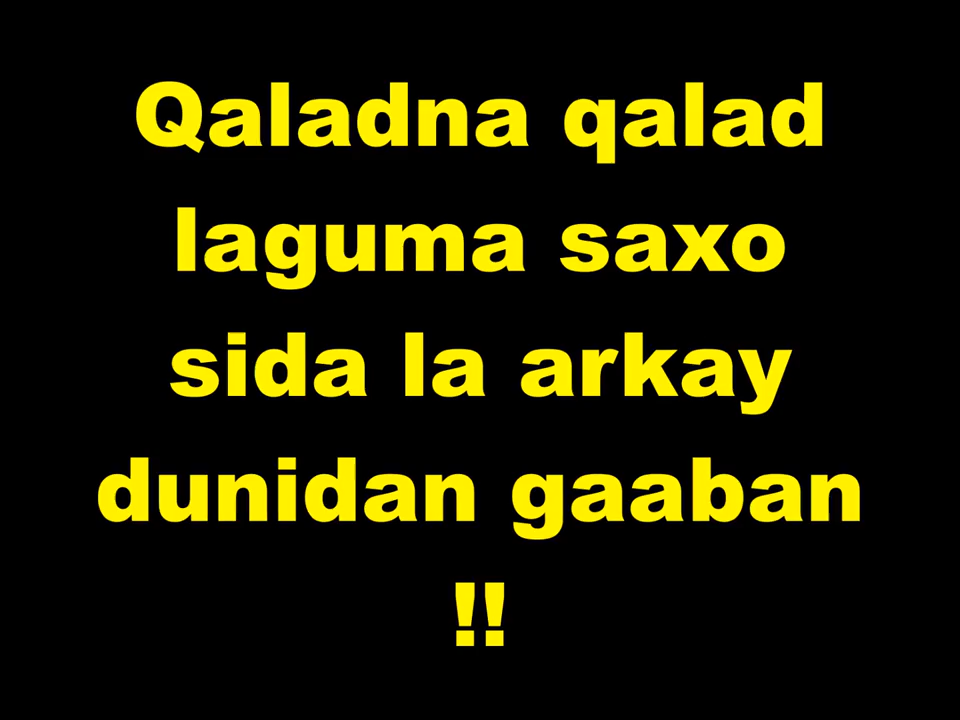 Qaladna qalad
laguma saxo
sida la arkay
dunidan gaaban
!!